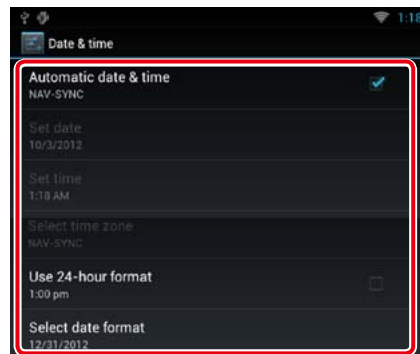 1:18
Date & time
Automatic date & time
NAV-SYNC
Set date
10/3/2012
Set time
1:18 AM
Select time zone
NAV-SYNC
Use 24-hour format
1:00 pm
Select date format
12/31/2012